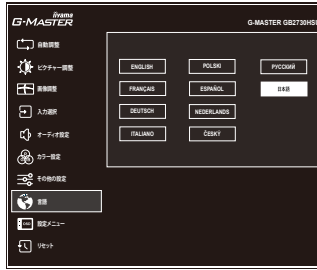 iiyama
G-MASTER
G-MASTER GB2730HSU
自動調整
ピクチャー調整
画像調整
入力選択
オーディオ設定
カラー設定
その他の設定
言語
OSD 設定メニュー
リセット
ENGLISH POLSKI РУССКИЙ
FRANÇAIS ESPAÑOL 日本語
DEUTSCH NEDERLANDS
ITALIANO ČESKÝ